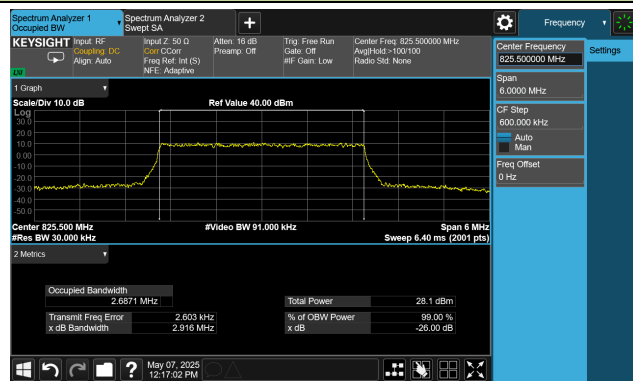 Spectrum Analyzer 1
Occupied BW
Spectrum Analyzer 2
Swept SA
+
Frequency
KEYSIGHT
Input: RF
Coupling: DC
Align: Auto
Input Z: 50 Ω
Corr CCorr
Freq Ref: Int (S)
NFE: Adaptive
Atten: 16 dB
Preamp: Off
Trig: Free Run
Gate: Off
#IF Gain: Low
Center Freq: 825.500000 MHz
Avg|Hold:>100/100
Radio Std: None
Center Frequency
825.500000 MHz
Settings
Span
6.0000 MHz
CF Step
600.000 kHz
Auto
Man
Freq Offset
0 Hz
1 Graph
Scale/Div 10.0 dB
Ref Value 40.00 dBm
Log
30.0
20.0
10.0
0.00
-10.0
-20.0
-30.0
-40.0
-50.0
Center 825.500 MHz
#Video BW 91.000 kHz
Span 6 MHz
#Res BW 30.000 kHz
Sweep 6.40 ms (2001 pts)
2 Metrics
Occupied Bandwidth
2.6871 MHz
Total Power 28.1 dBm
Transmit Freq Error 2.603 kHz
% of OBW Power 99.00 %
x dB Bandwidth 2.916 MHz
x dB -26.00 dB
?
May 07, 2025
12:17:02 PM